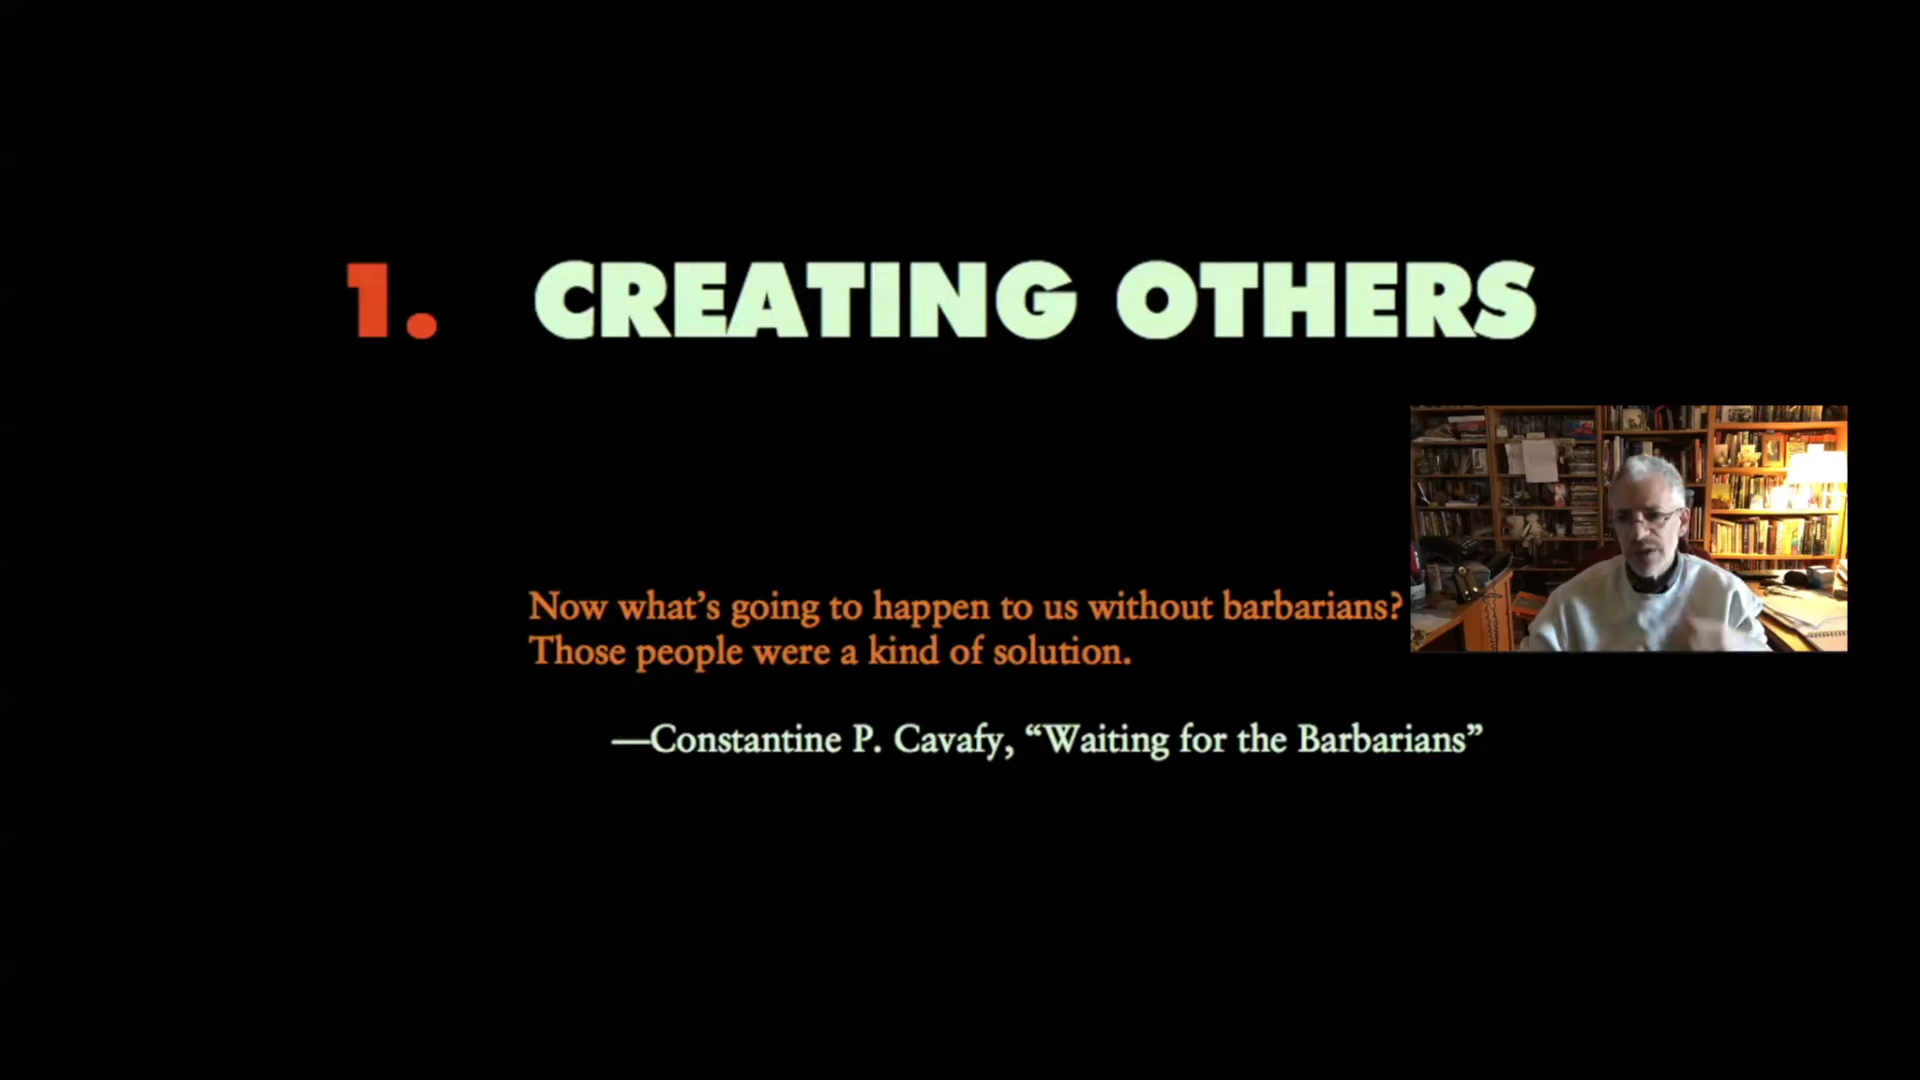 1. CREATING OTHERS
Now what’s going to happen to us without barbarians?
Those people were a kind of solution.
—Constantine P. Cavafy, “Waiting for the Barbarians”